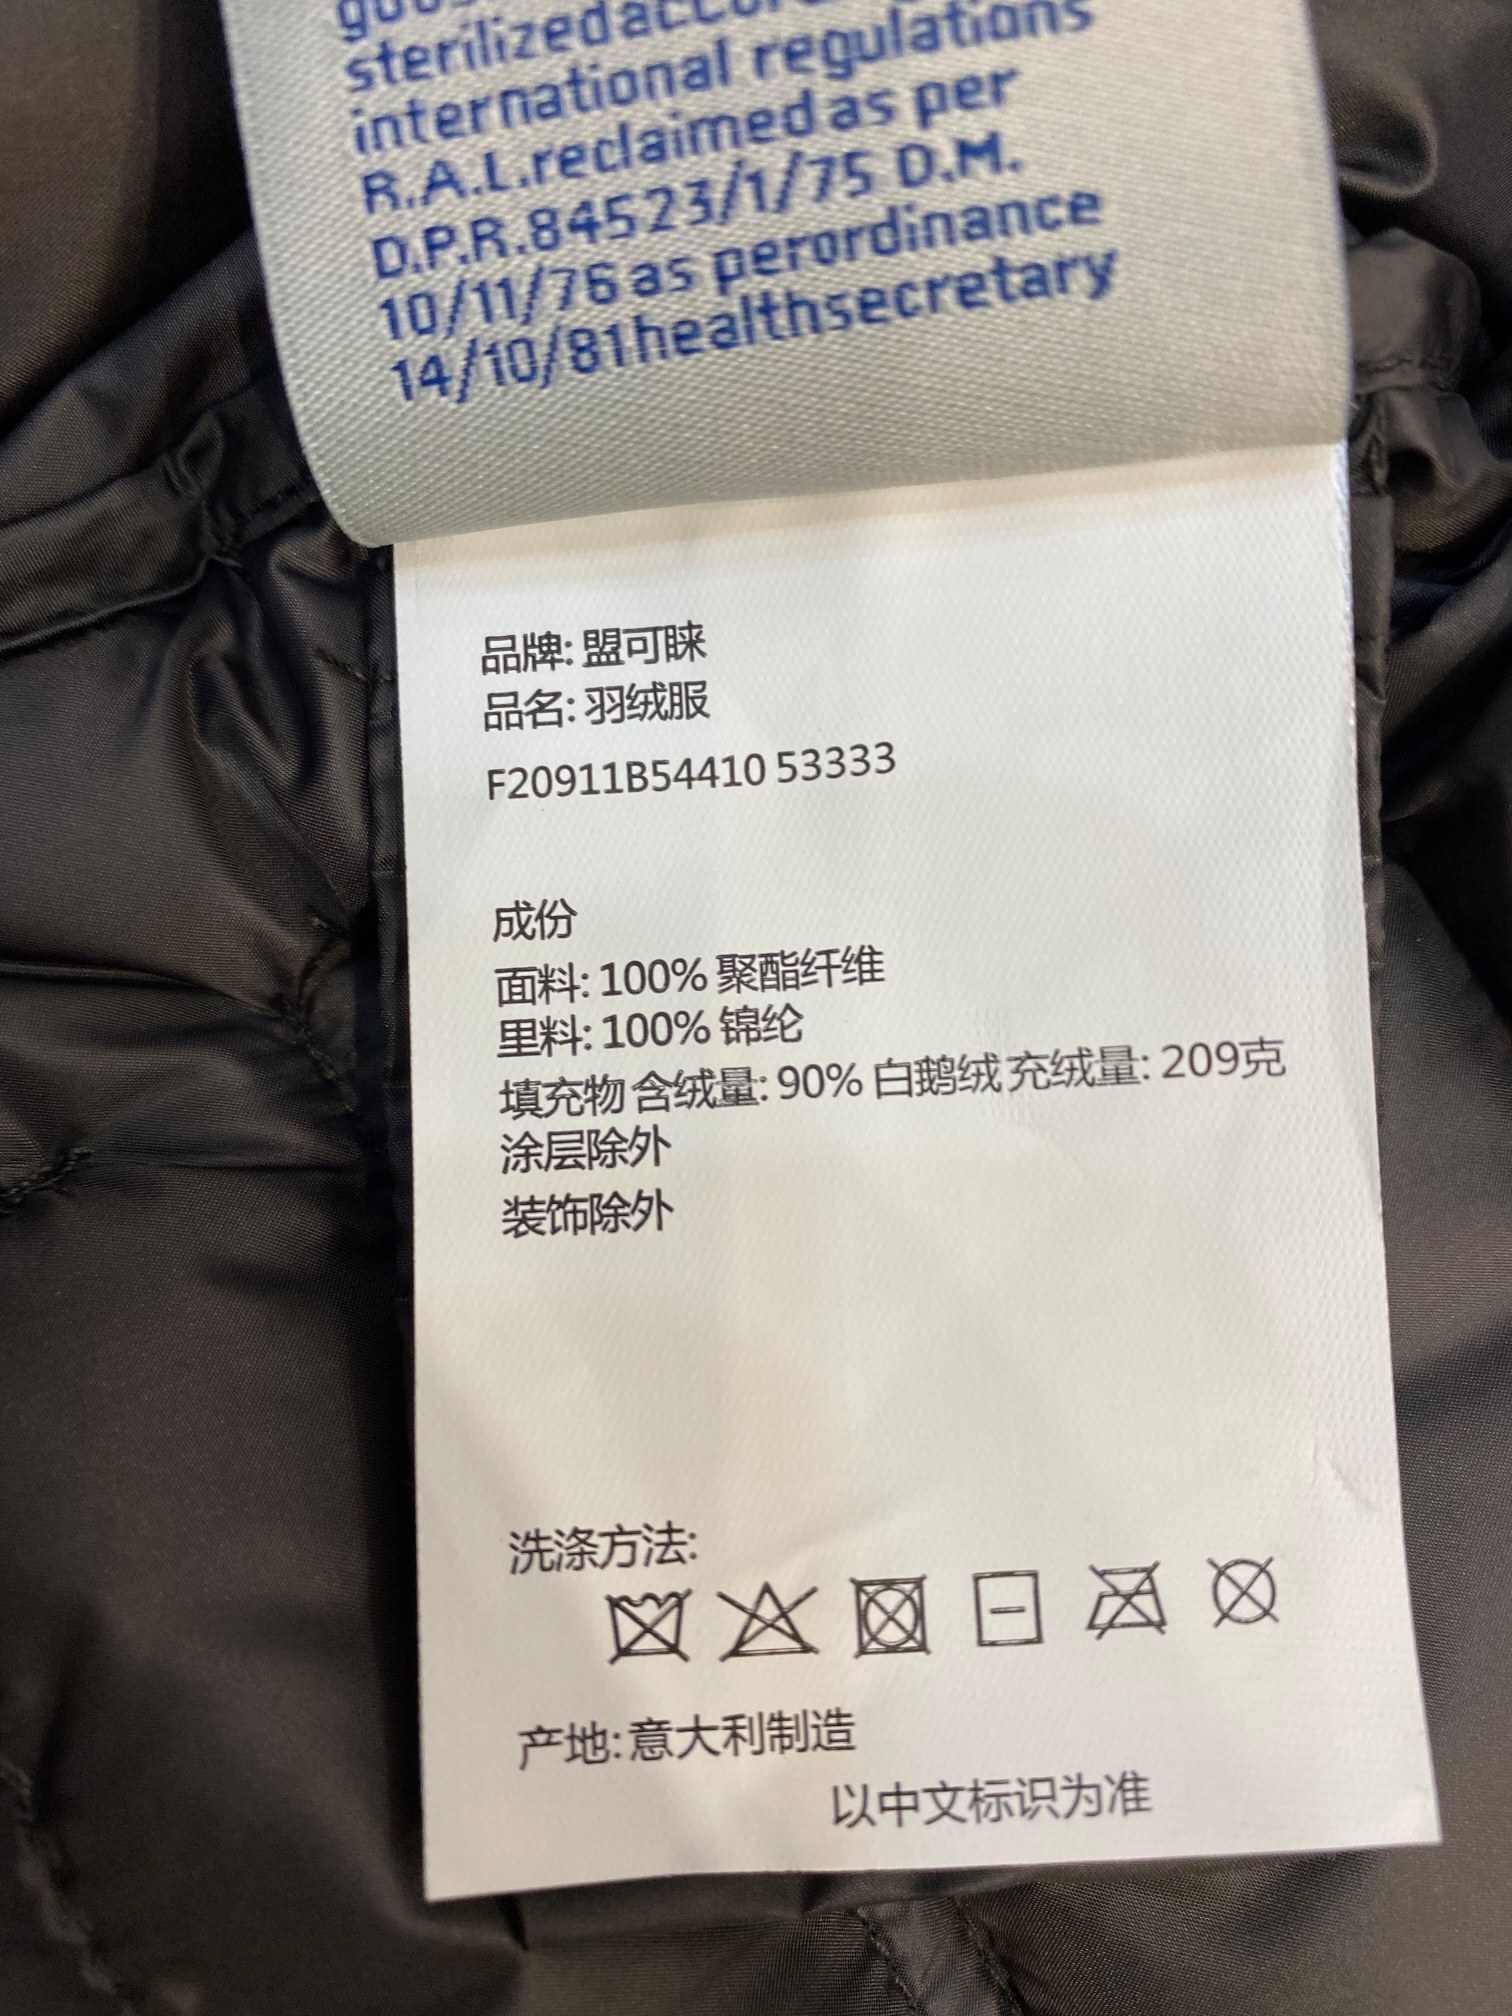 sterilized accor
international regulations
R.A.L.reclaimed as per
D.P.R.84523/1/75 D.M.
10/11/76 as perordinance
14/10/81healthsecretary
品牌: 盟可睐
品名: 羽绒服
F20911B54410 53333
成份
面料: 100% 聚酯纤维
里料: 100% 锦纶
填充物 含绒量: 90% 白鹅绒 充绒量: 209克
涂层除外
装饰除外
洗涤方法:
产地: 意大利制造
以中文标识为准